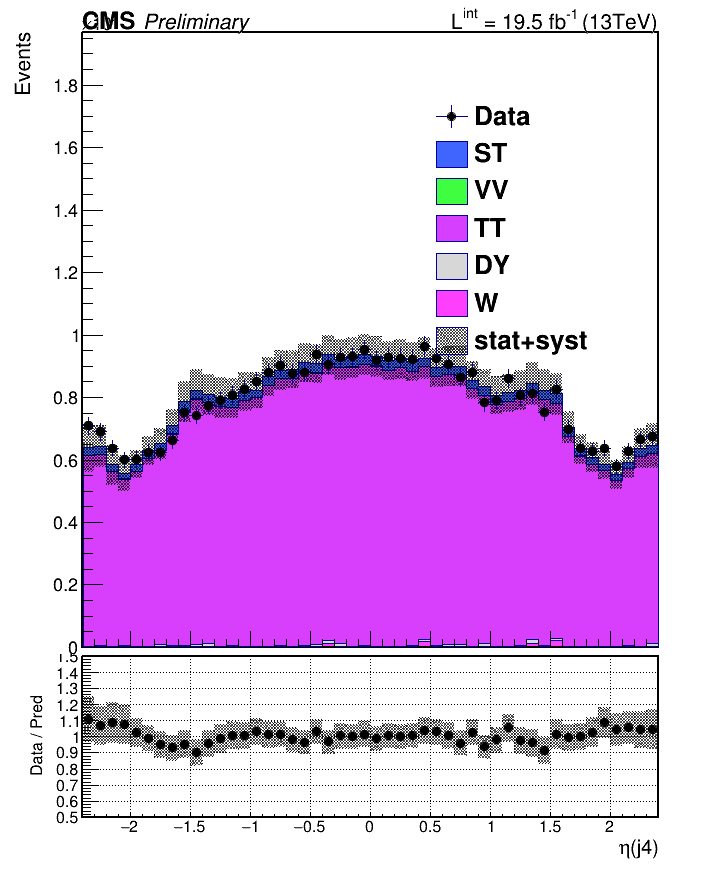 CMS Preliminary
L^int = 19.5 fb^-1 (13TeV)
Events
1.8
1.6
1.4
1.2
1
0.8
0.6
0.4
0.2
0
Data
ST
VV
TT
DY
W
stat+syst
Data / Pred
1.5
1.4
1.3
1.2
1.1
1
0.9
0.8
0.7
0.6
0.5
−2 −1.5 −1 −0.5 0 0.5 1 1.5 2
η(j4)